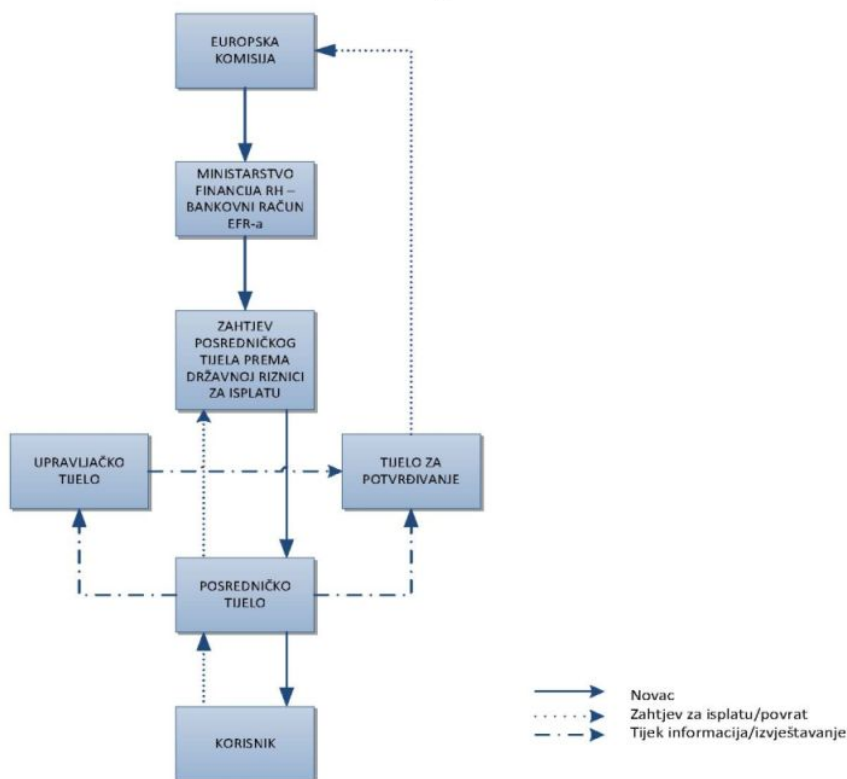 EUROPSKA
KOMISIJA
MINISTARSTVO
FINANCIJA RH –
BANKOVNI RAČUN
EFR-a
ZAHTJEV
POSREDNIČKOG
TIJELA PREMA
DRŽAVNOJ RIZNICI
ZA ISPLATU
UPRAVLJAČKO
TIJELO
TIJELO ZA
POTVRĐIVANJE
POSREDNIČKO
TIJELO
KORISNIK
Novac
Zahtjev za isplatu/povrat
Tijek informacija/izvještavanje